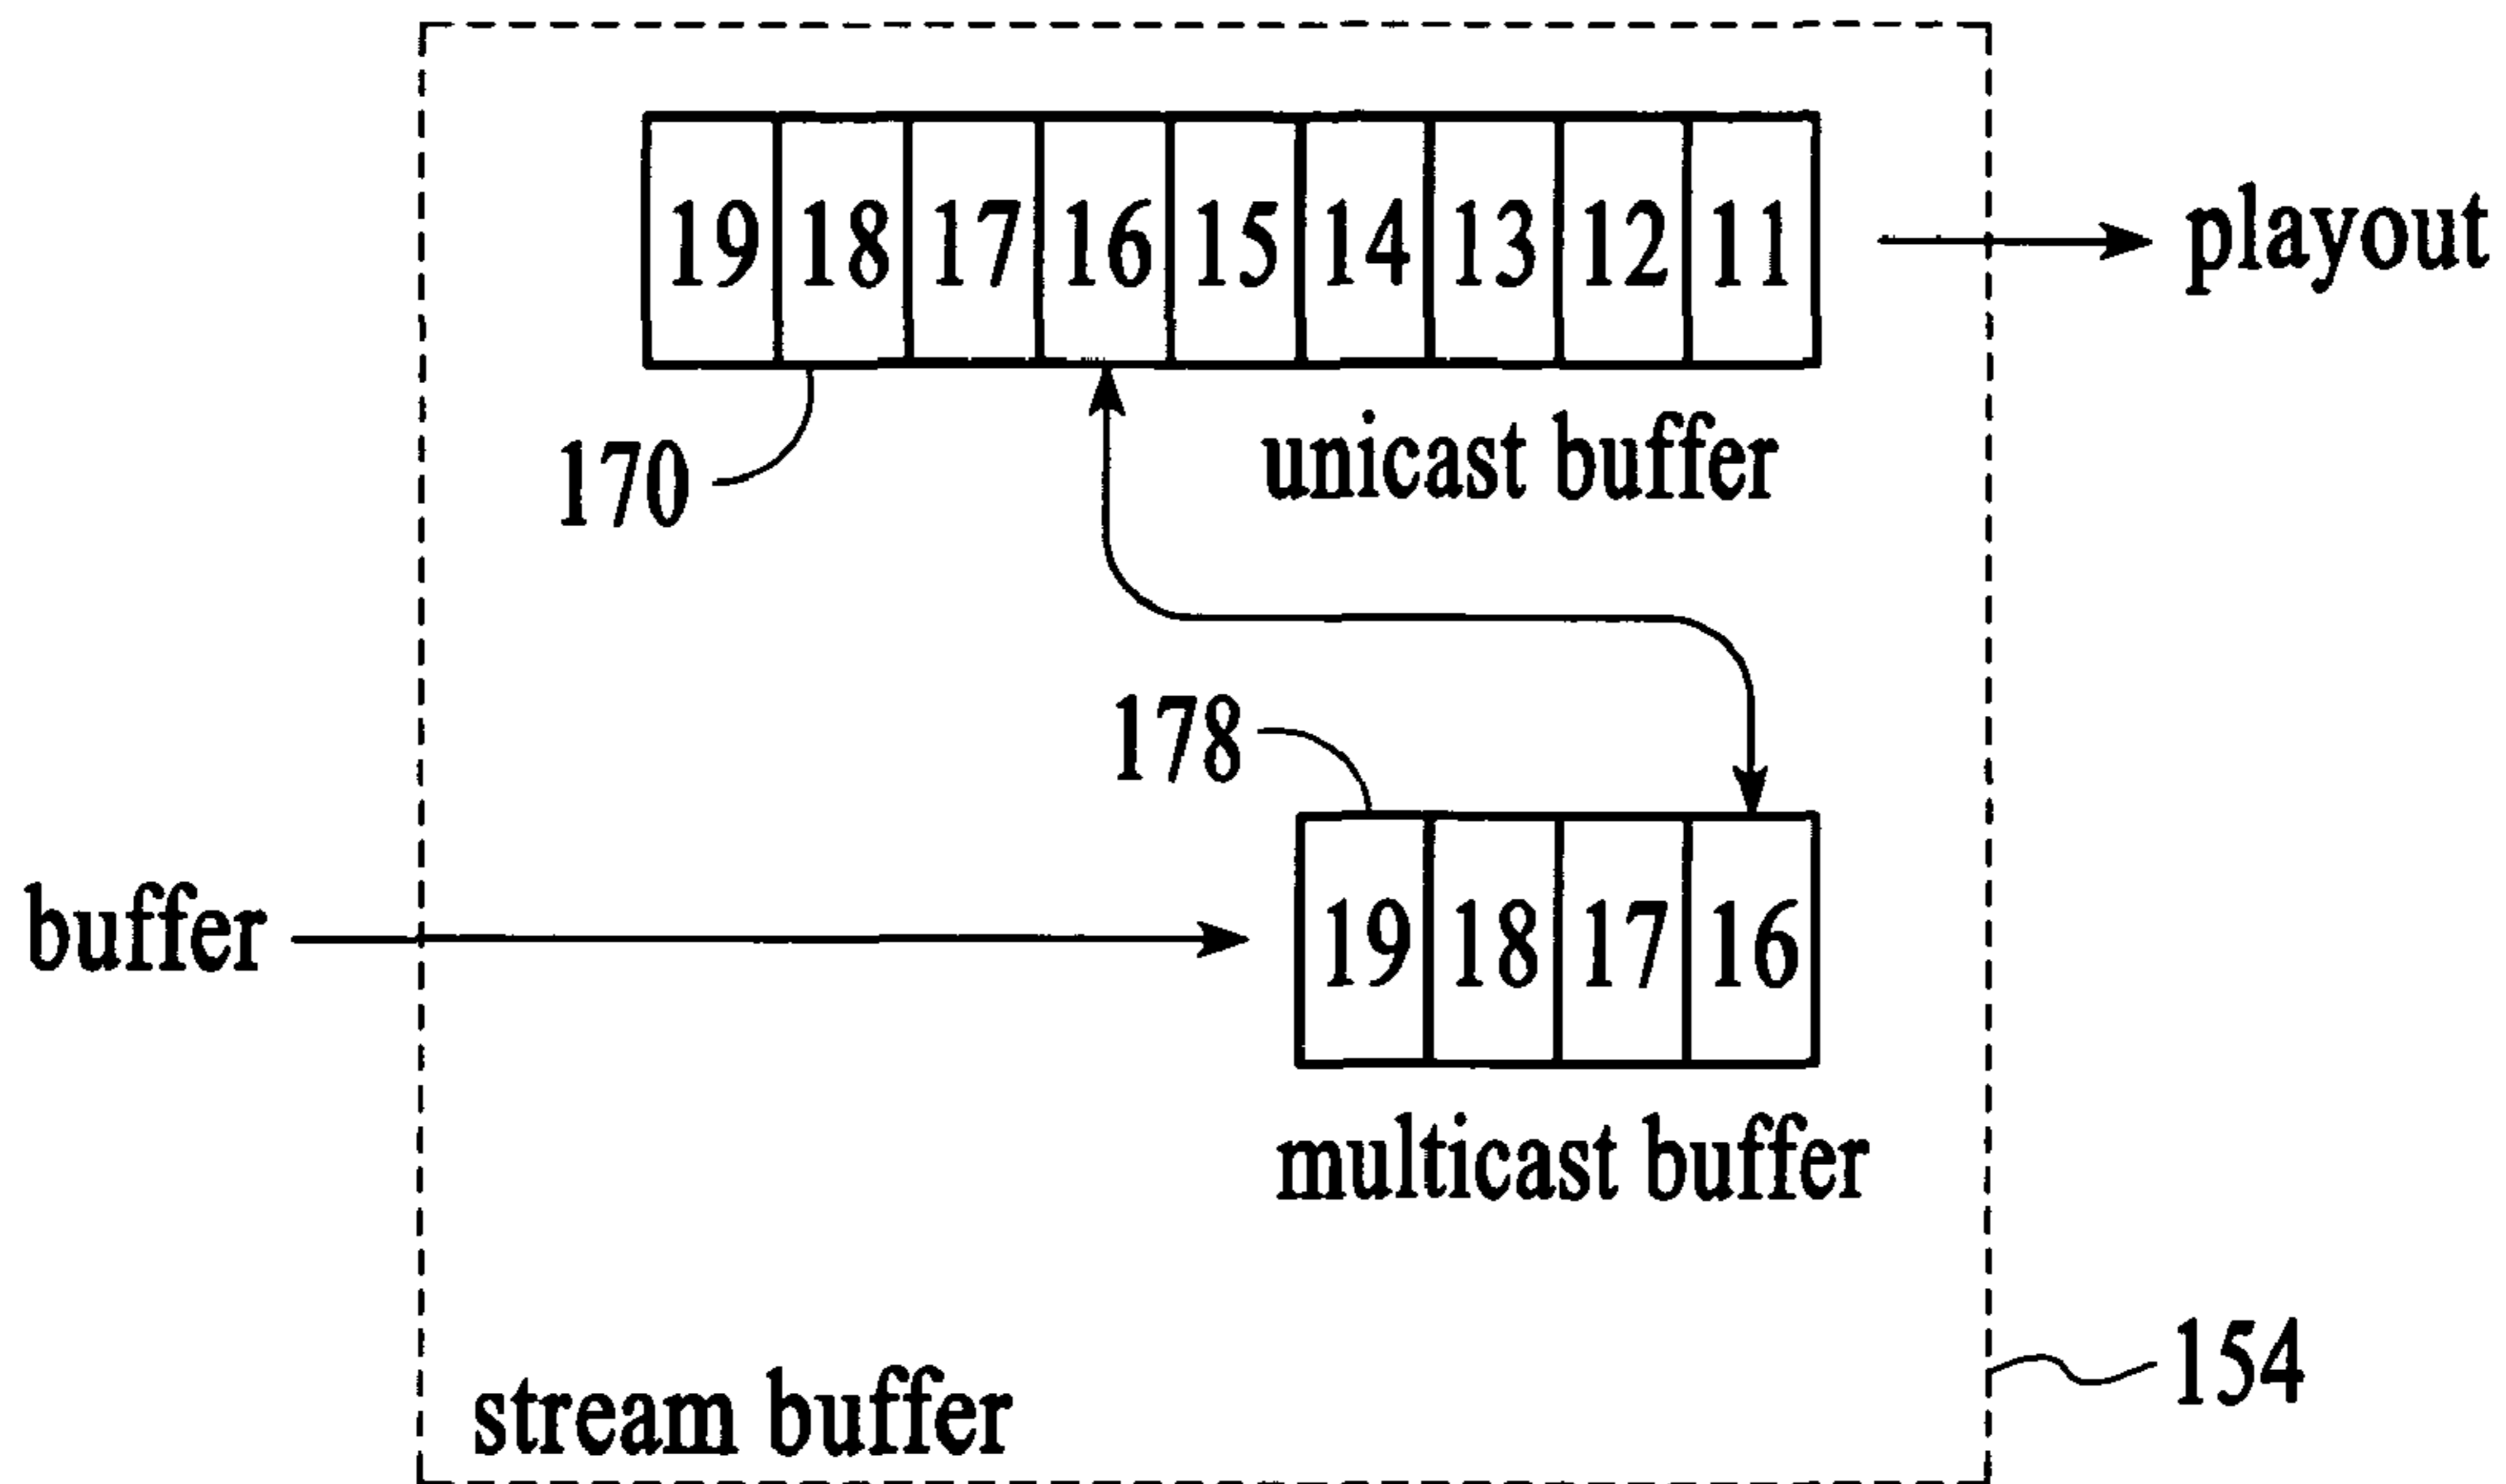 19 18 17 16 15 14 13 12 11
playout
170
unicast buffer
178
buffer
19 18 17 16
multicast buffer
154
stream buffer